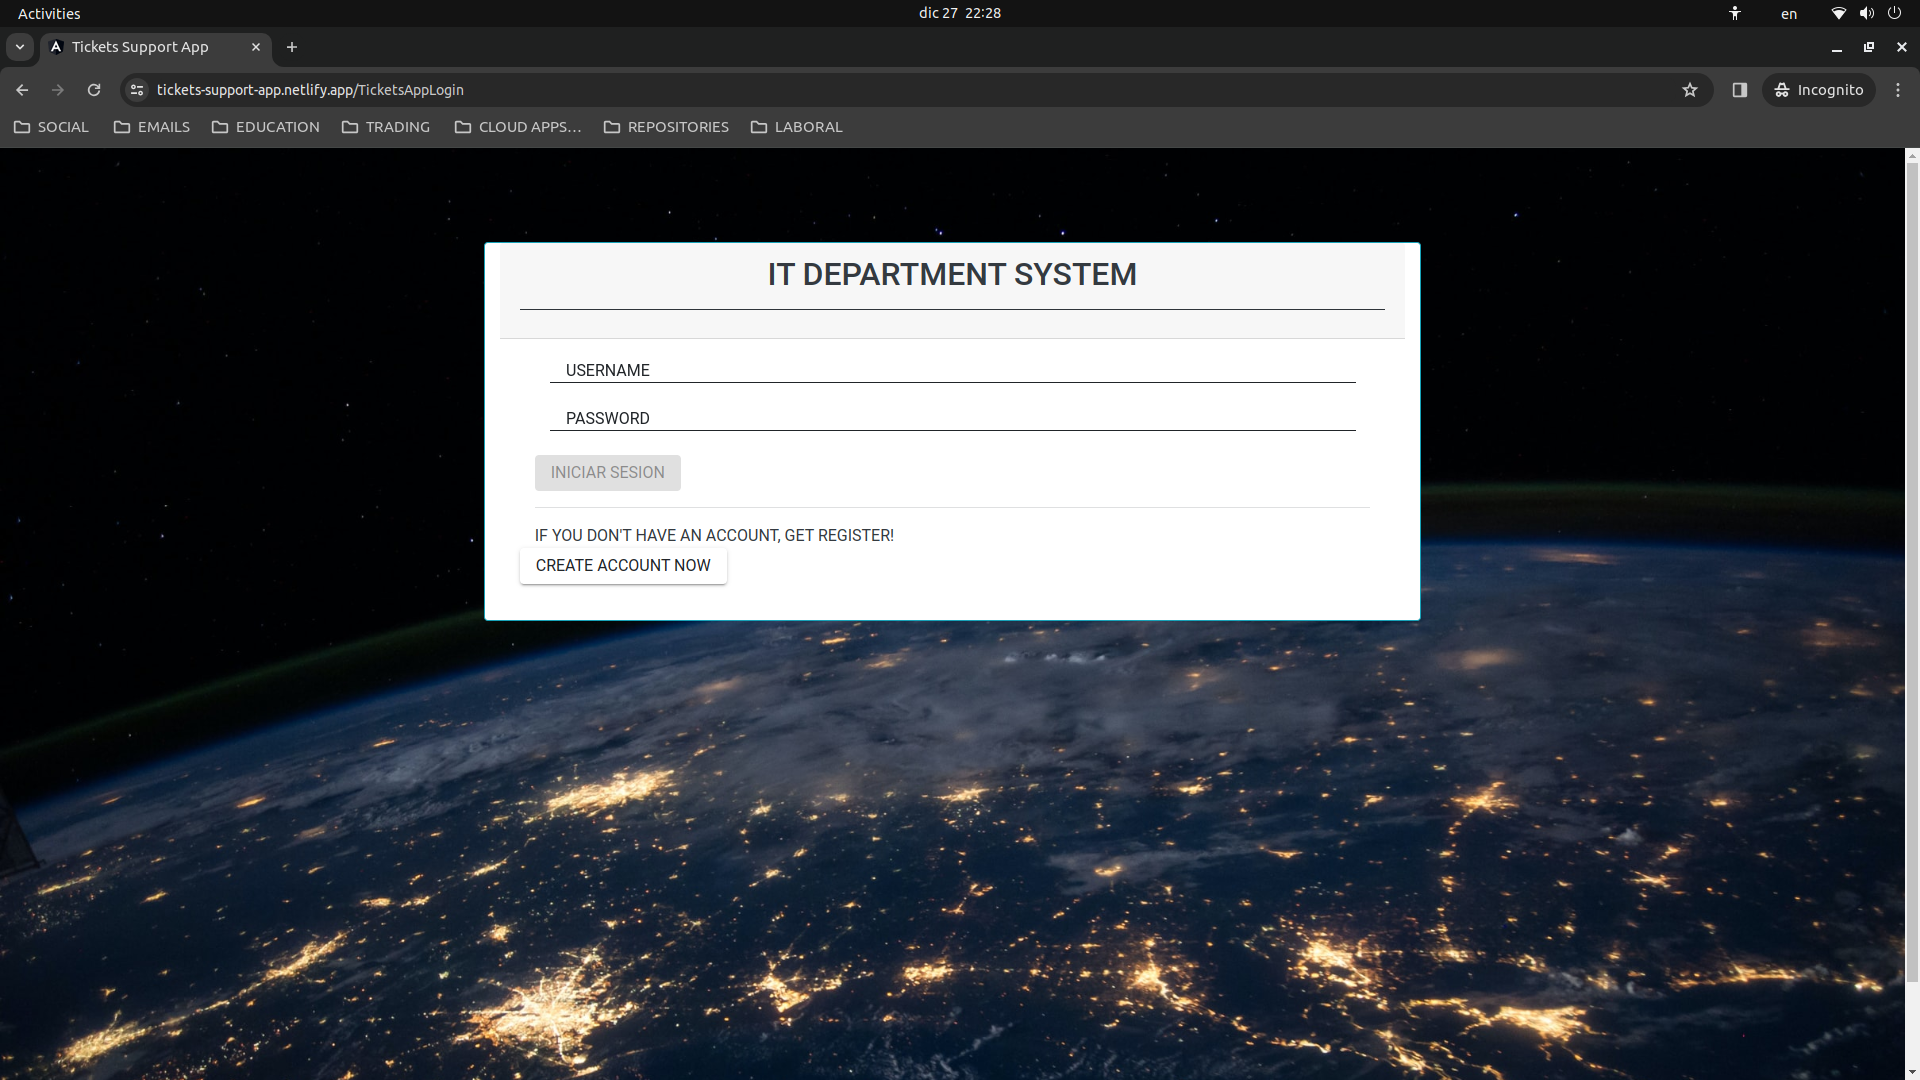 Activities
dic 27 22:28
en
Tickets Support App
tickets-support-app.netlify.app/TicketsAppLogin
Incognito
SOCIAL
EMAILS
EDUCATION
TRADING
CLOUD APPS...
REPOSITORIES
LABORAL
IT DEPARTMENT SYSTEM
USERNAME
PASSWORD
INICIAR SESION
IF YOU DON'T HAVE AN ACCOUNT, GET REGISTER!
CREATE ACCOUNT NOW